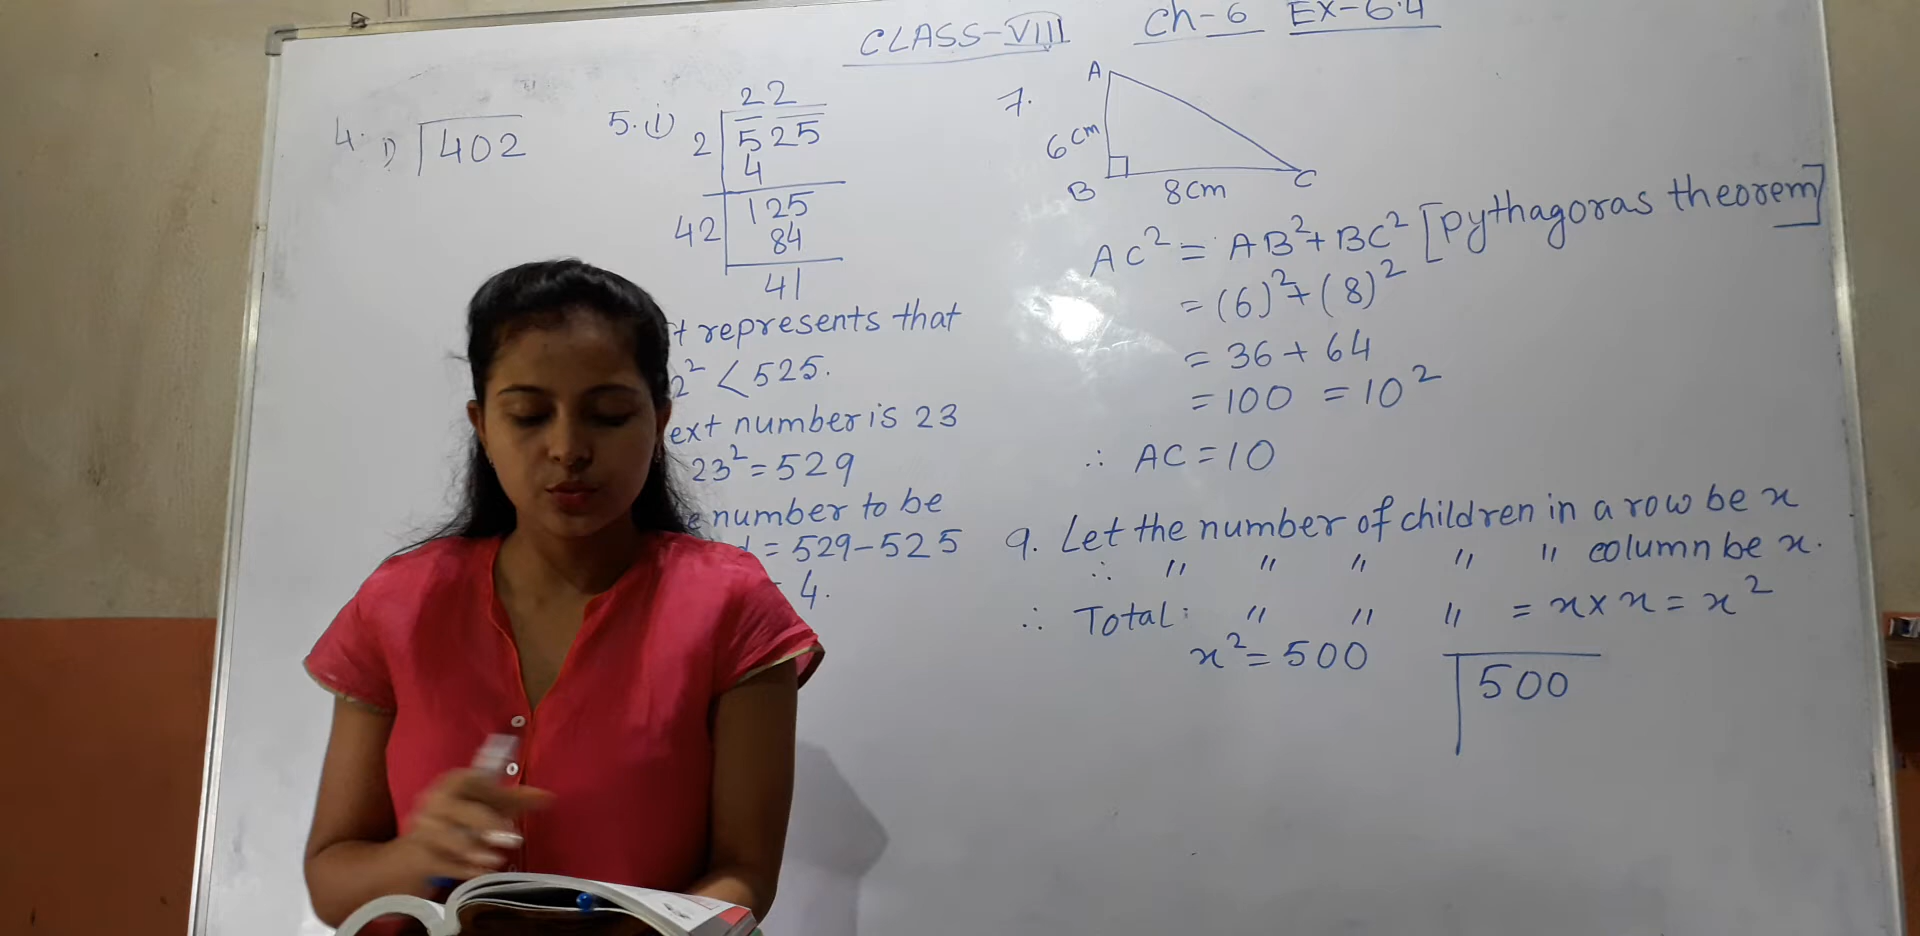 CLASS-VIII Ch-6 EX-6.4
4. i) 402
5. i) 22
2 525
4
42 125
84
41
t represents that
2² < 525.
ext number is 23
23² = 529
e number to be
= 529-525
= 4.
7.
A
6cm
B 8cm C
AC² = AB² + BC² [Pythagoras theorem]
= (6)² + (8)²
= 36 + 64
= 100 = 10²
∴ AC = 10
9. Let the number of children in a row be x
∴ " " " " " column be x.
∴ Total: " " " = x × x = x²
x² = 500 500